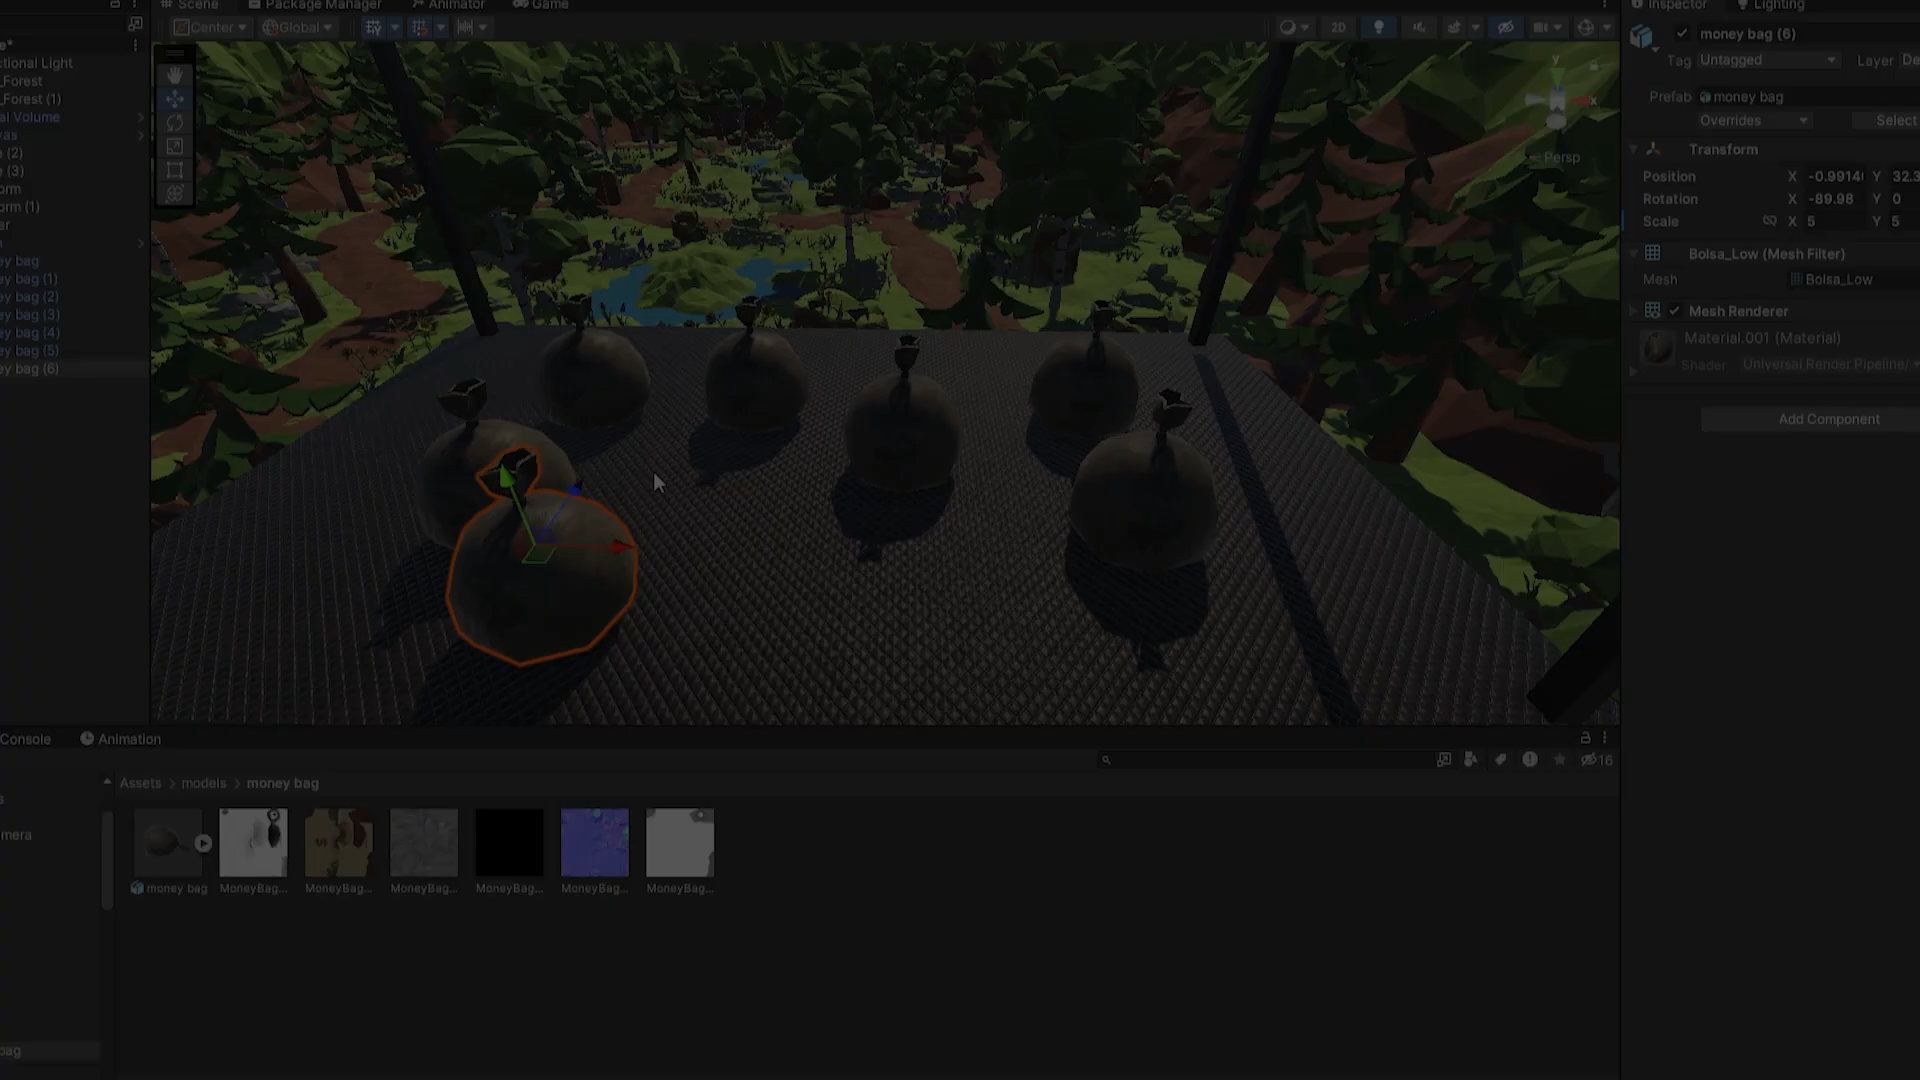 Scene Package Manager Animator Game
Center Global 2D
ctional Light
_Forest
_Forest (1)
al Volume
vas
(2)
(3)
orm
orm (1)
er
ey bag
ey bag (1)
ey bag (2)
ey bag (3)
ey bag (4)
ey bag (5)
ey bag (6)
y
x
Persp
Inspector Lighting
money bag (6)
Tag Untagged Layer De
Prefab money bag
Overrides Select
Transform
Position X -0.9914 Y 32.3
Rotation X -89.98 Y 0
Scale X 5 Y 5
Bolsa_Low (Mesh Filter)
Mesh Bolsa_Low
Mesh Renderer
Material.001 (Material)
Shader Universal Render Pipeline/
Add Component
Console Animation
16
Assets > models > money bag
s
mera
bag
money bag MoneyBag... MoneyBag... MoneyBag... MoneyBag... MoneyBag... MoneyBag...